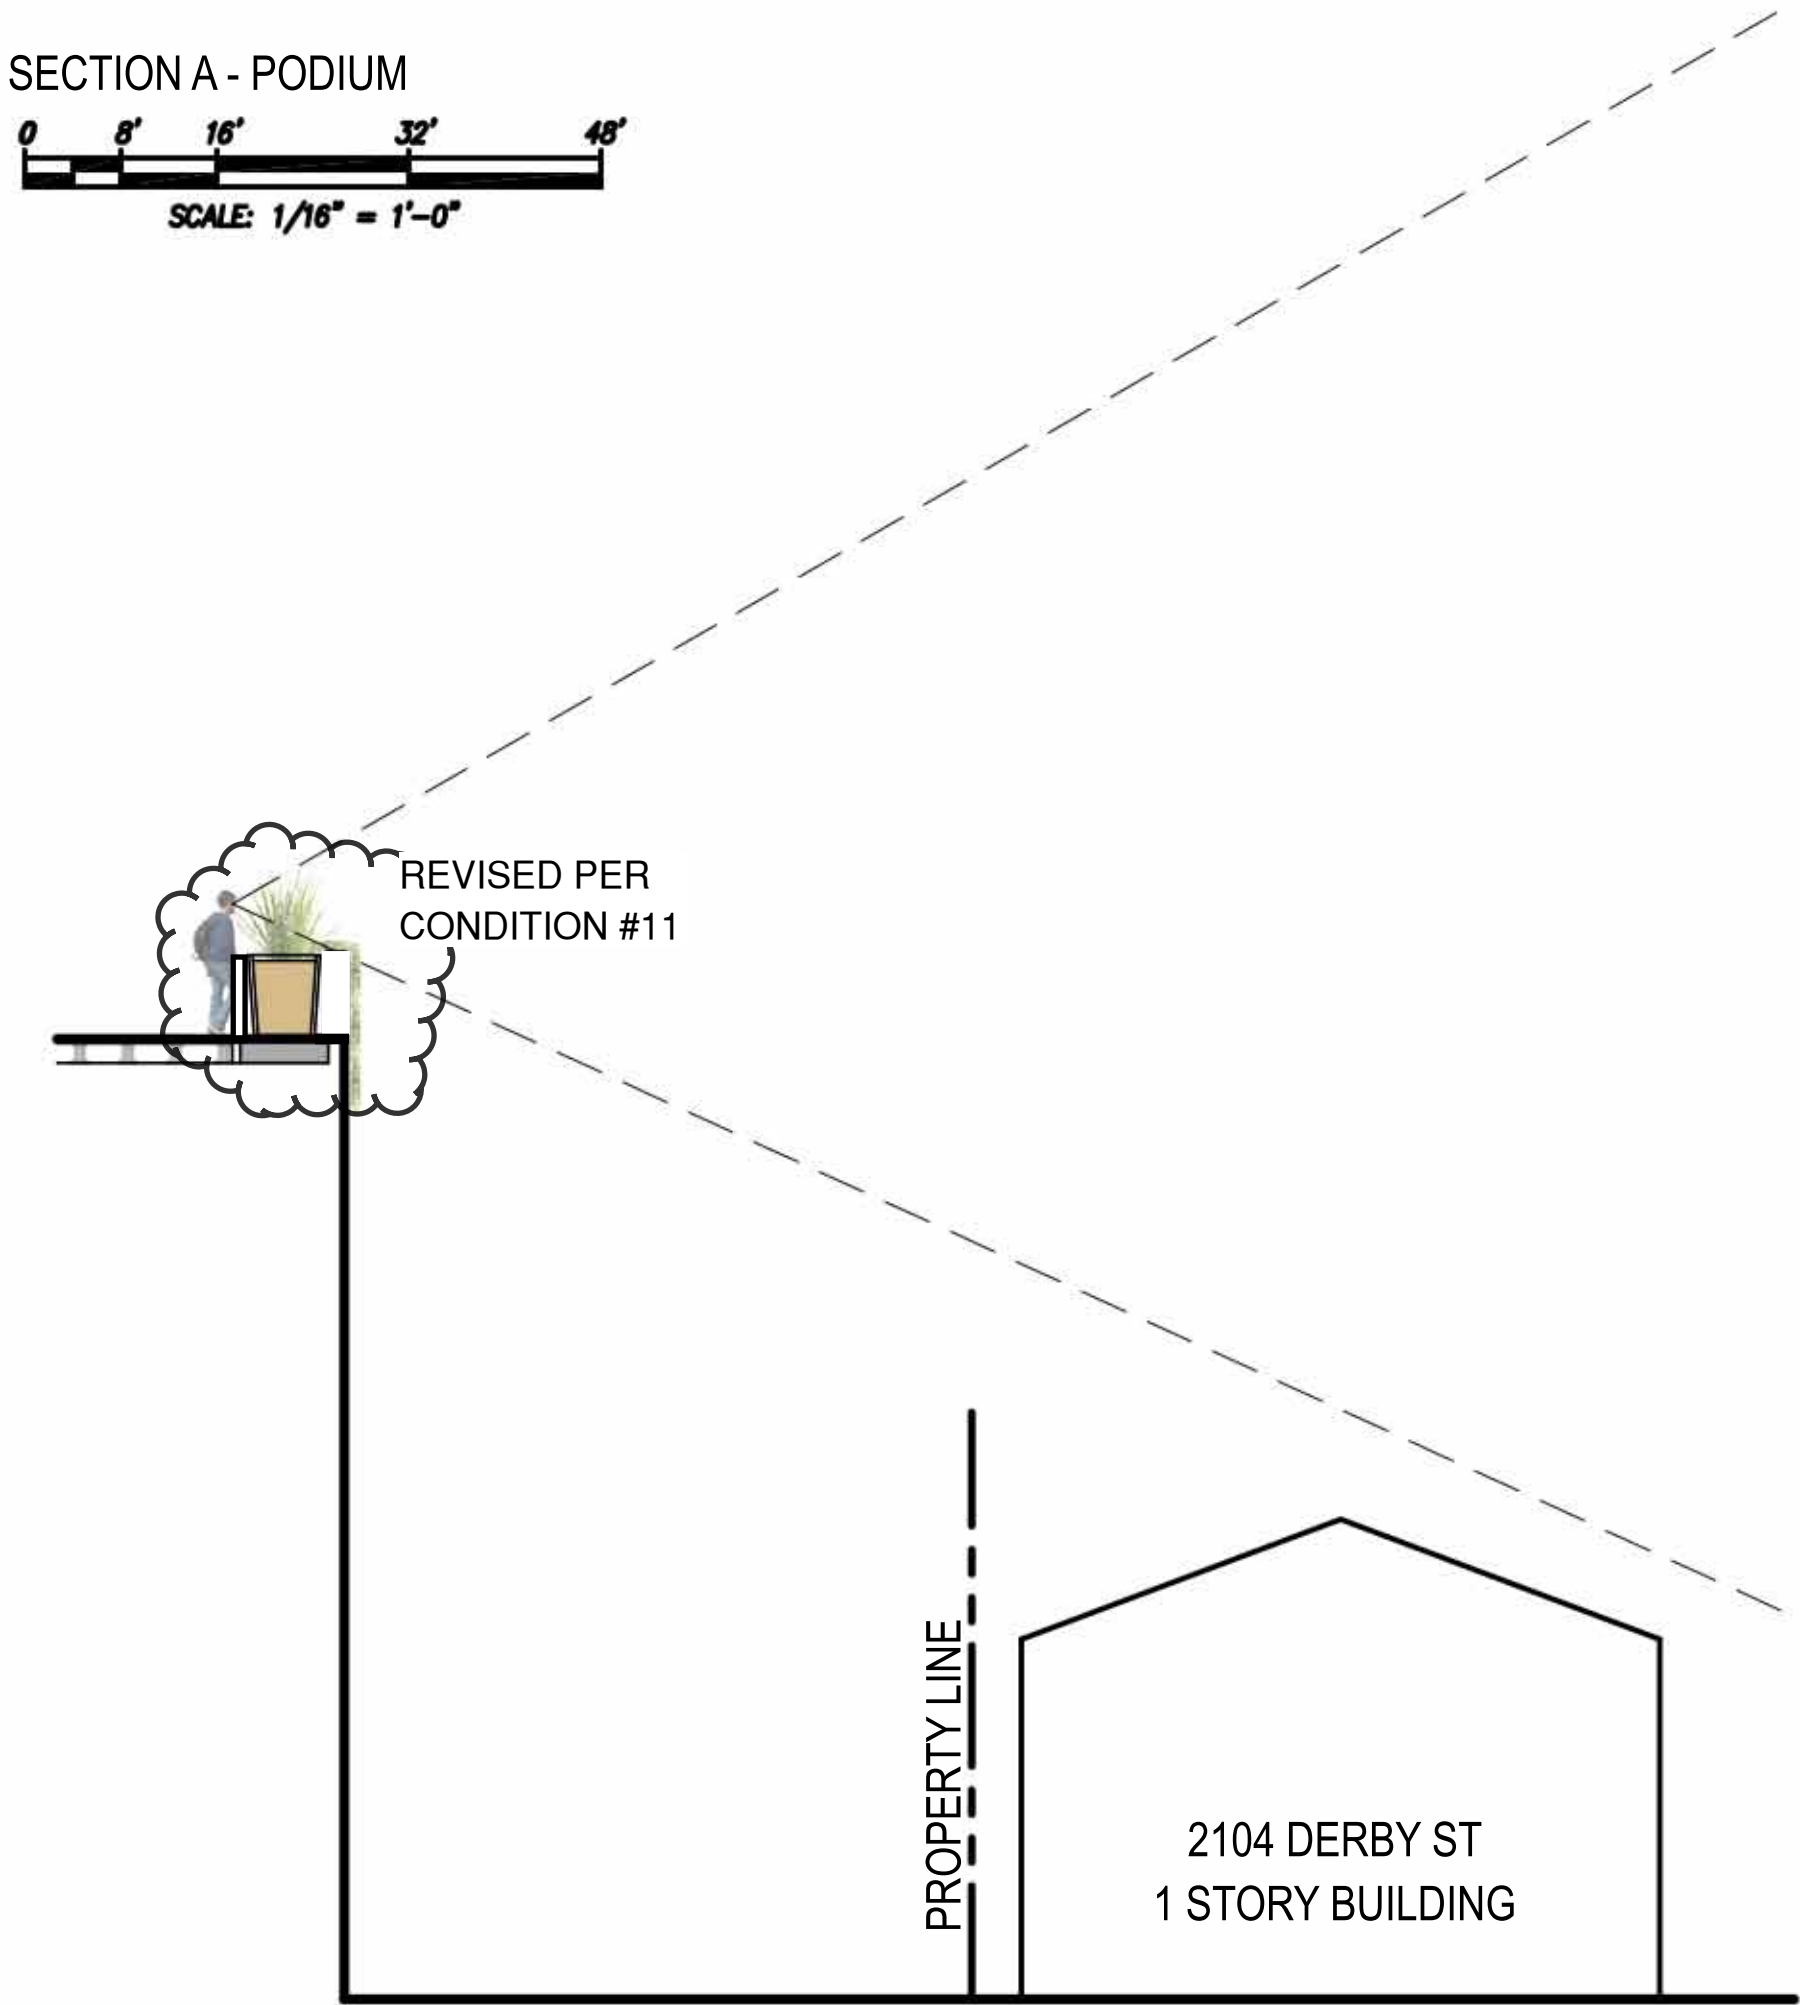 SECTION A - PODIUM
0 8' 16' 32' 48'
SCALE: 1/16" = 1'-0"
REVISED PER
CONDITION #11
PROPERTY LINE
2104 DERBY ST
1 STORY BUILDING